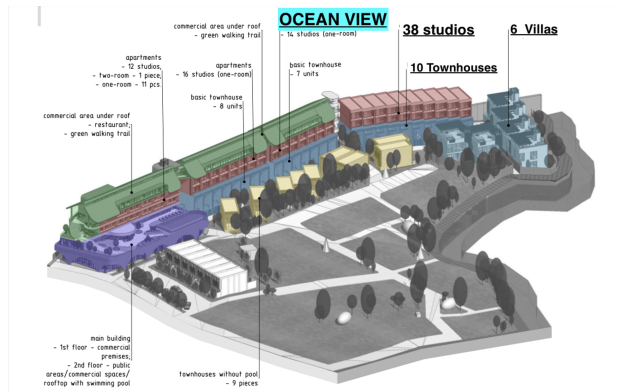 OCEAN VIEW
commercial area under roof
- green walking trail
- 14 studios (one-room)
38 studios
6 Villas
apartments
- 12 studios,
- two-room - 1 piece;
- one-room - 11 pcs.
apartments
- 16 studios (one-room)
basic townhouse
- 7 units
10 Townhouses
basic townhouse
- 8 units
commercial area under roof
- restaurant;
- green walking trail
main building
- 1st floor - commercial
premises;
- 2nd floor - public
areas/commercial spaces/
rooftop with swimming pool
townhouses without pool
- 9 pieces